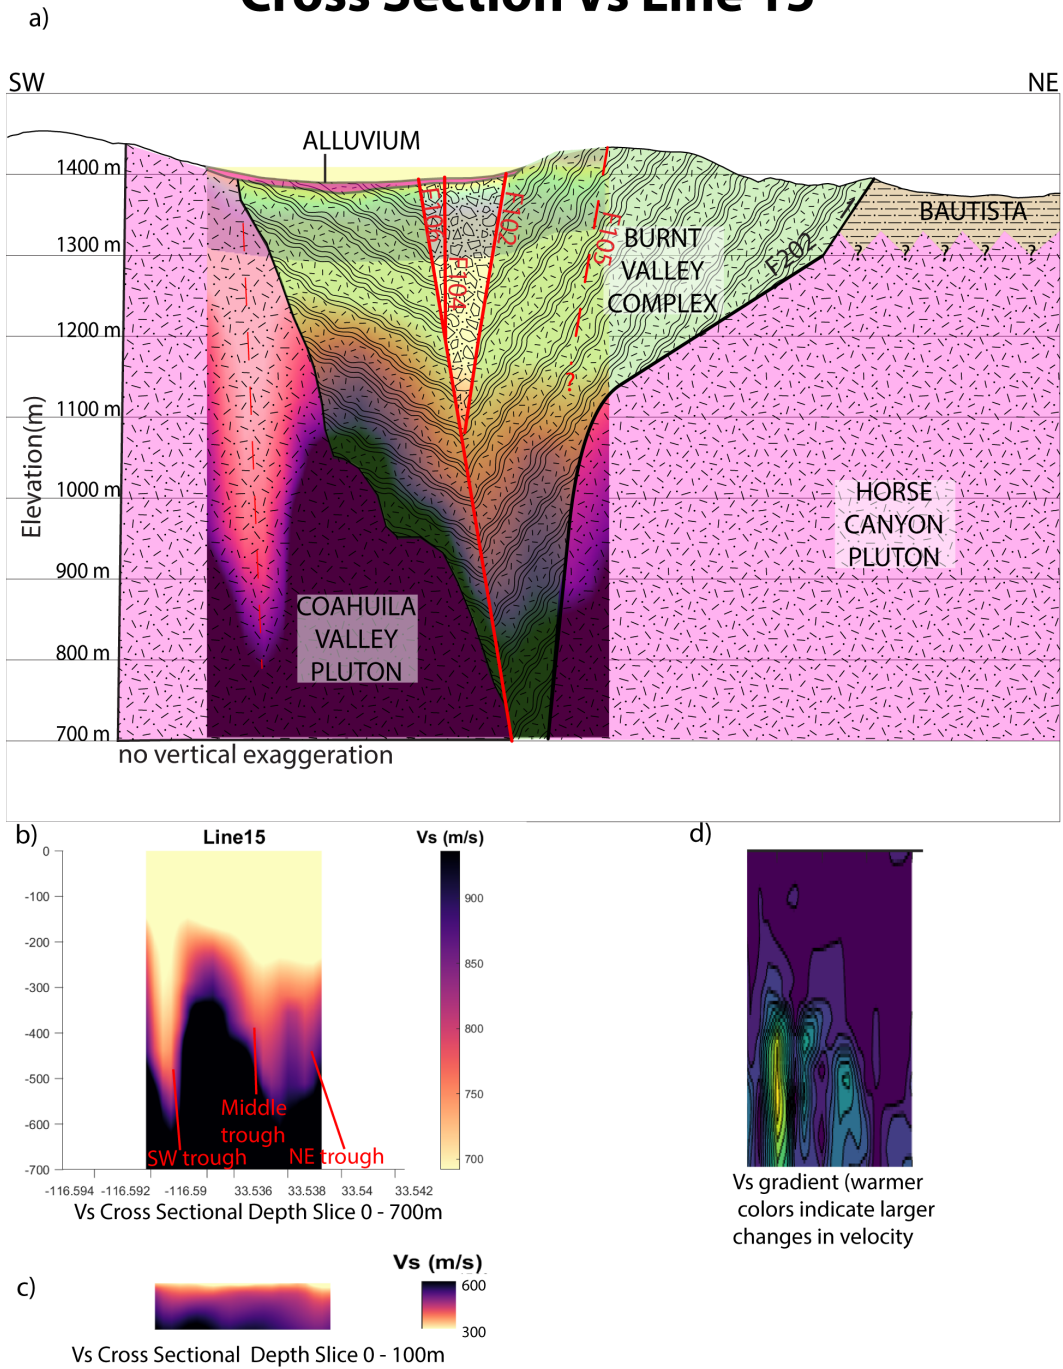 Cross Section Vs Line 15
a)
SW
NE
ALLUVIUM
1400 m
1300 m
1200 m
1100 m
1000 m
900 m
800 m
700 m
Elevation(m)
F104
F102
F105
?
BURNT
VALLEY
COMPLEX
F202
BAUTISTA
? ? ? ? ?
HORSE
CANYON
PLUTON
COAHUILA
VALLEY
PLUTON
no vertical exaggeration
b)
Line15
Vs (m/s)
0
-100
-200
-300
-400
-500
-600
-700
900
850
800
750
700
Middle
trough
SW trough
NE trough
-116.594 -116.592 -116.59 33.536 33.538 33.54 33.542
Vs Cross Sectional Depth Slice 0 - 700m
d)
Vs gradient (warmer
colors indicate larger
changes in velocity
c)
Vs (m/s)
600
300
Vs Cross Sectional Depth Slice 0 - 100m